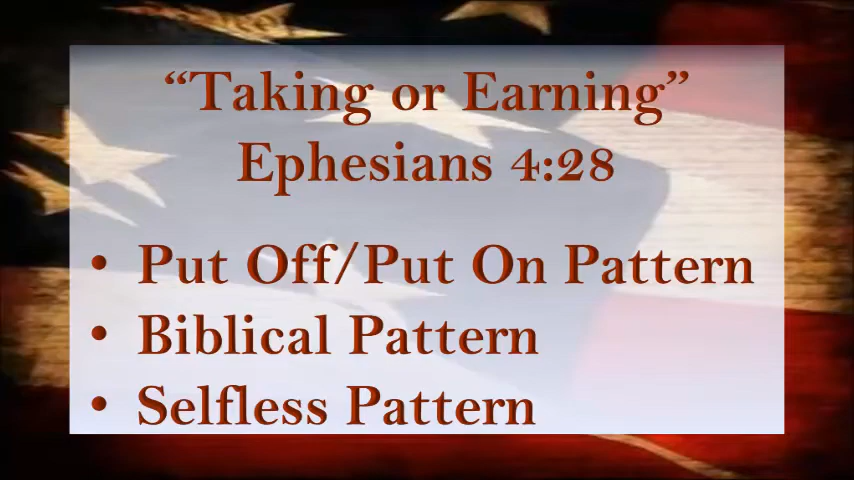 “Taking or Earning”
Ephesians 4:28
• Put Off/Put On Pattern
• Biblical Pattern
• Selfless Pattern